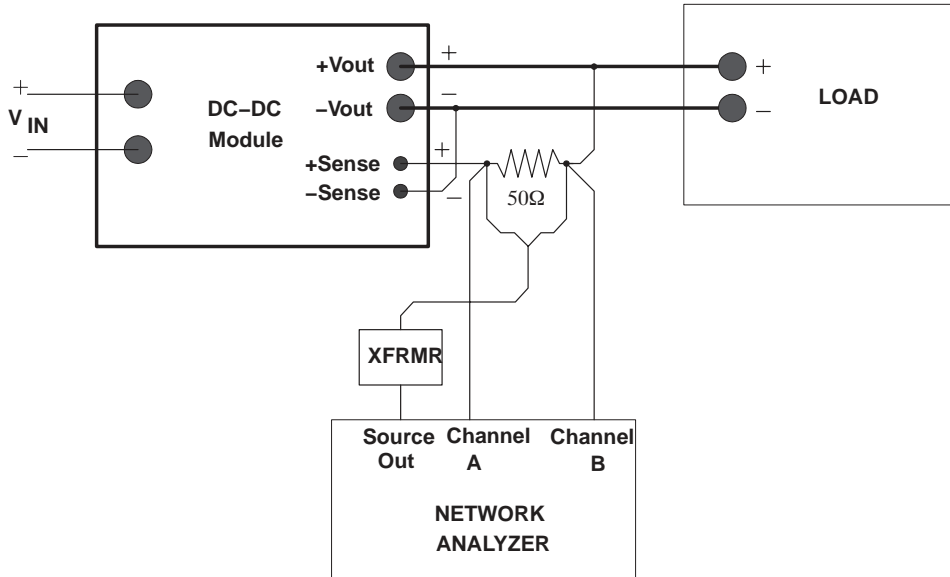 +Vout
+
+
+
DC−DC
Module
−Vout
−
−
LOAD
V IN
+
+Sense
−
−Sense
−
50Ω
XFRMR
Source
Out
Channel
A
Channel
B
NETWORK
ANALYZER